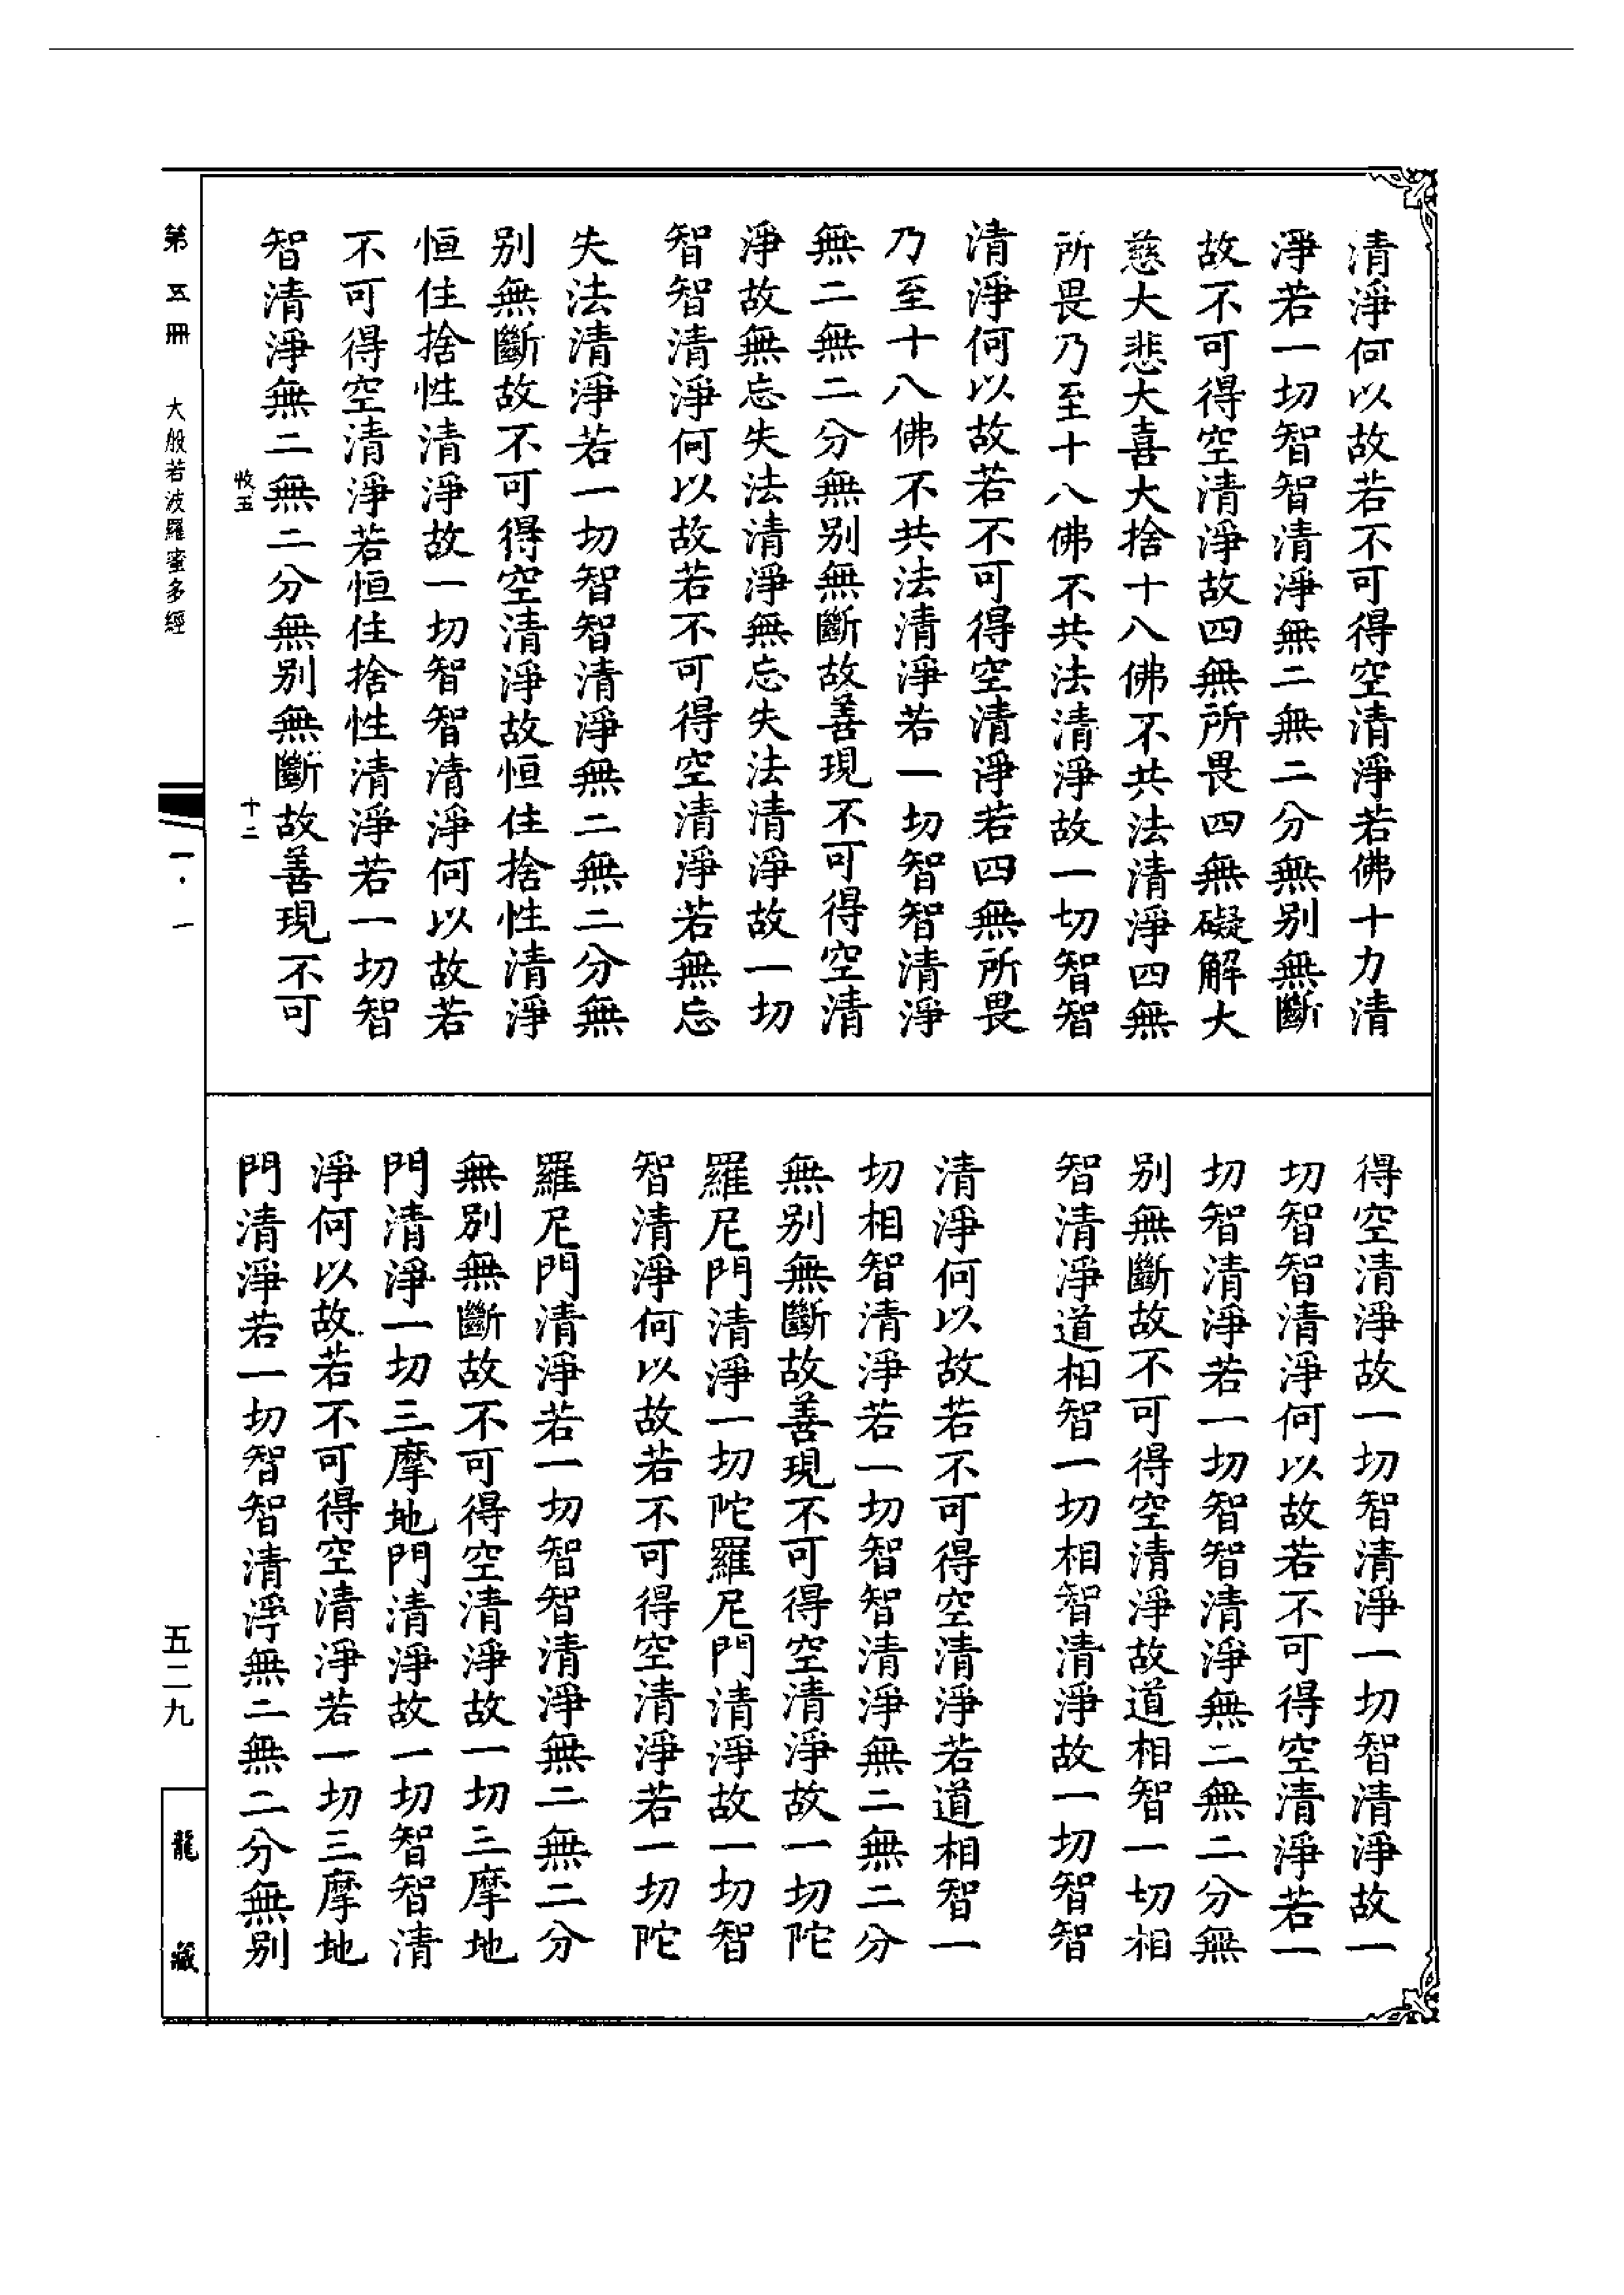 清淨何以故若不可得空清淨若佛十力清
淨若一切智智清淨無二無二分無別無斷
故不可得空清淨故四無所畏四無礙解大
慈大悲大喜大捨十八佛不共法清淨四無
所畏乃至十八佛不共法清淨故一切智智
清淨何以故若不可得空清淨若四無所畏
乃至十八佛不共法清淨若一切智智清淨
無二無二分無別無斷故善現不可得空清
淨故無忘失法清淨無忘失法清淨故一切
智智清淨何以故若不可得空清淨若無忘
失法清淨若一切智智清淨無二無二分無
別無斷故不可得空清淨故恒住捨性清淨
恒住捨性清淨故一切智智清淨何以故若
不可得空清淨若恒住捨性清淨若一切智
智清淨無二無二分無別無斷故善現不可
十二
得空清淨故一切智清淨一切智清淨故一
切智智清淨何以故若不可得空清淨若一
切智清淨若一切智智清淨無二無二分無
別無斷故不可得空清淨故道相智一切相
智清淨道相智一切相智清淨故一切智智
清淨何以故若不可得空清淨若道相智一
切相智清淨若一切智智清淨無二無二分
無別無斷故善現不可得空清淨故一切陀
羅尼門清淨一切陀羅尼門清淨故一切智
智清淨何以故若不可得空清淨若一切陀
羅尼門清淨若一切智智清淨無二無二分
無別無斷故不可得空清淨故一切三摩地
門清淨一切三摩地門清淨故一切智智清
淨何以故若不可得空清淨若一切三摩地
門清淨若一切智智清淨無二無二分無別
第五冊 大般若波羅蜜多經 一·一 五二九
龍藏